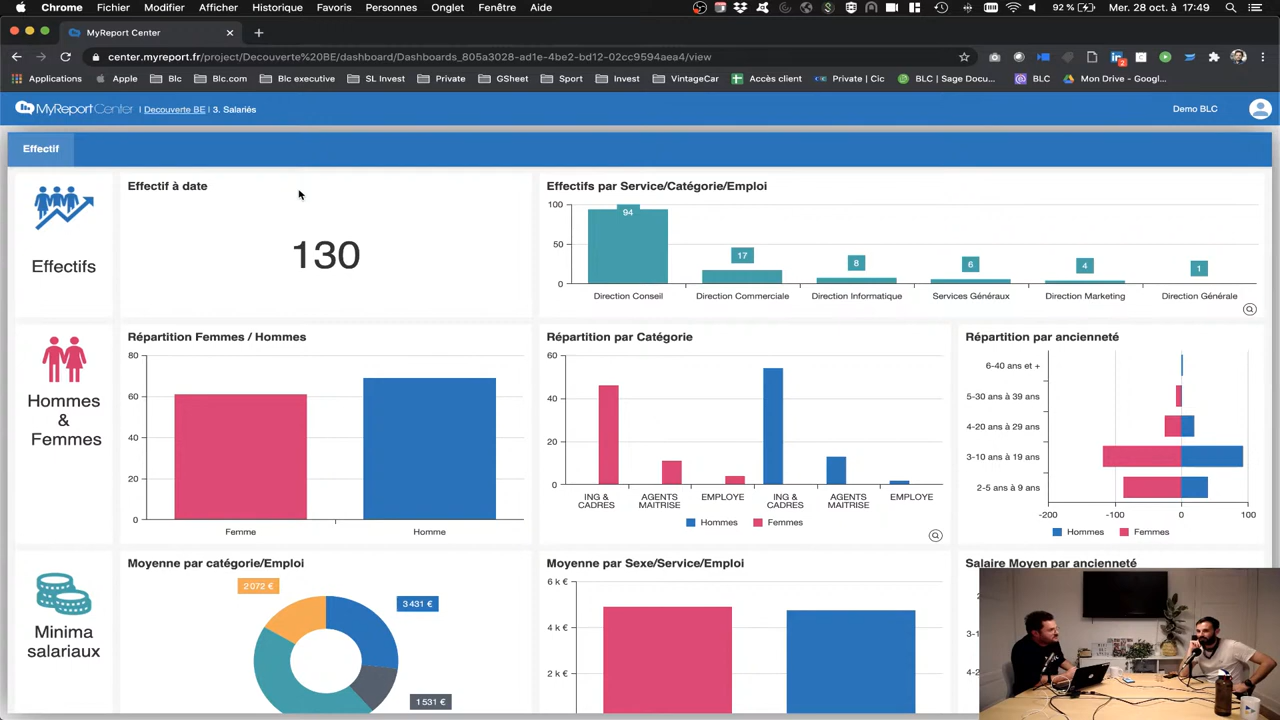 Chrome Fichier Modifier Afficher Historique Favoris Personnes Onglet Fenêtre Aide
92 % Mer. 28 oct. à 17:49
MyReport Center
center.myreport.fr/project/Decouverte%20BE/dashboard/Dashboards_805a3028-ad1e-4be2-bd12-02cc9594aea4/view
Applications Apple Blc Blc.com Blc executive SL Invest Private GSheet Sport Invest VintageCar Accès client Private | Cic BLC | Sage Docum... BLC Mon Drive - Googl...
MyReport Center | Decouverte BE | 3. Salariés
Demo BLC
Effectif
Effectifs
Effectif à date
130
Effectifs par Service/Catégorie/Emploi
100
50
0
94 17 8 6 4 1
Direction Conseil Direction Commerciale Direction Informatique Services Généraux Direction Marketing Direction Générale
Hommes
&
Femmes
Répartition Femmes / Hommes
80
60
40
20
0
Femme Homme
Répartition par Catégorie
60
40
20
0
ING & CADRES AGENTS MAITRISE EMPLOYE ING & CADRES AGENTS MAITRISE EMPLOYE
Hommes Femmes
Répartition par ancienneté
6-40 ans et +
5-30 ans à 39 ans
4-20 ans à 29 ans
3-10 ans à 19 ans
2-5 ans à 9 ans
-200 -100 0 100
Hommes Femmes
Minima
salariaux
Moyenne par catégorie/Emploi
2 072 €
3 431 €
1 531 €
Moyenne par Sexe/Service/Emploi
6 k €
4 k €
2 k €
Salaire Moyen par ancienneté